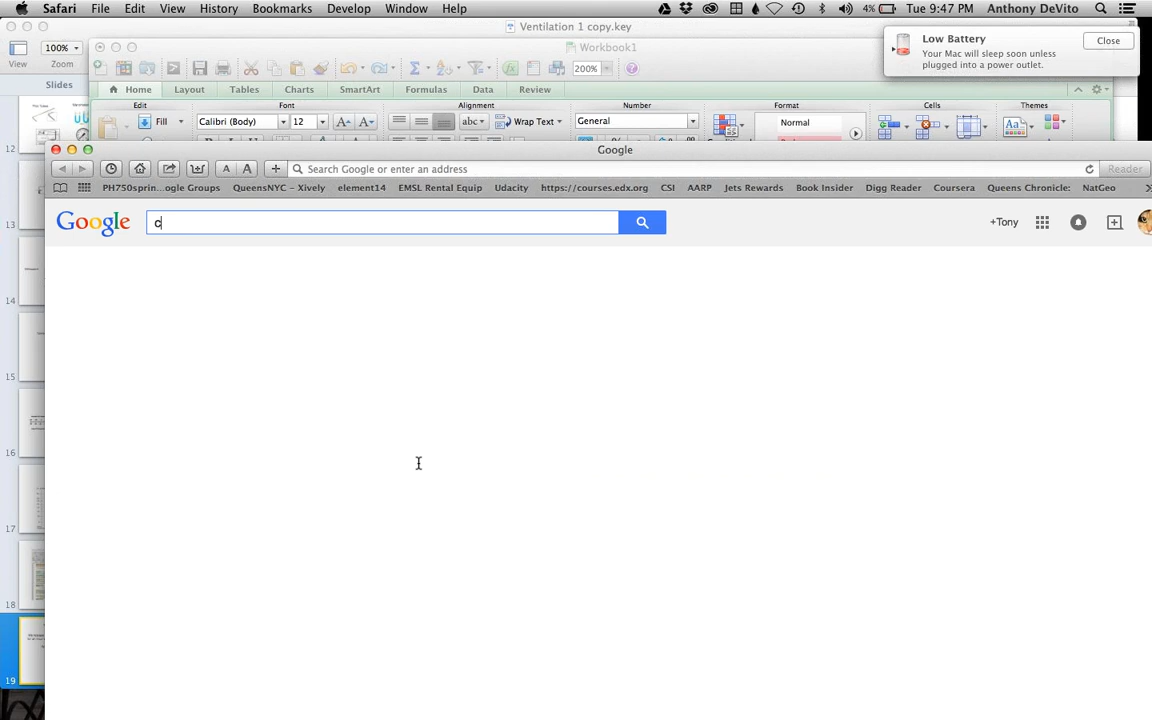 Safari File Edit View History Bookmarks Develop Window Help 4% Tue 9:47 PM Anthony DeVito
Ventilation 1 copy.key
Low Battery
Your Mac will sleep soon unless
plugged into a power outlet.
Close
100%
View Zoom
Slides
Workbook1
200%
Home Layout Tables Charts SmartArt Formulas Data Review
Edit Font Alignment Number Format Cells Themes
Fill Calibri (Body) 12 A A abc Wrap Text General Normal Aa
Google
Search Google or enter an address
Reader
A A
PH750sprin...ogle Groups QueensNYC – Xively element14 EMSL Rental Equip Udacity https://courses.edx.org CSI AARP Jets Rewards Book Insider Digg Reader Coursera Queens Chronicle: NatGeo
Google c +Tony
12
13
14
15
16
17
18
19